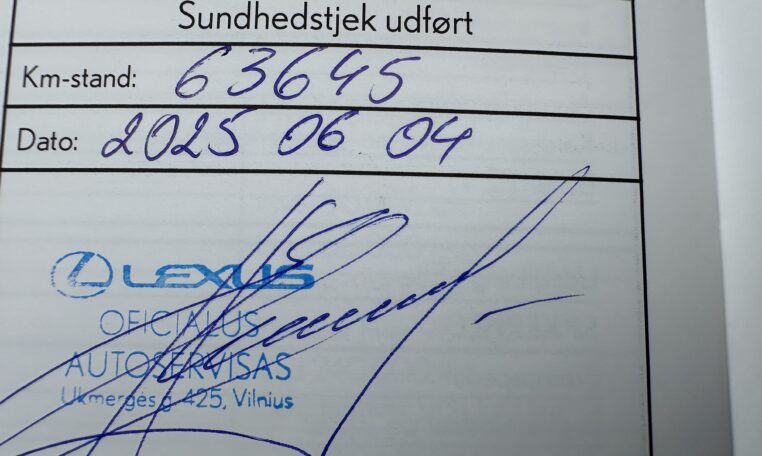 Sundhedstjek udført
Km-stand: 63645
Dato: 2025 06 04
LEXUS
OFICIALUS
AUTOSERVISAS
Ukmergės g. 425, Vilnius